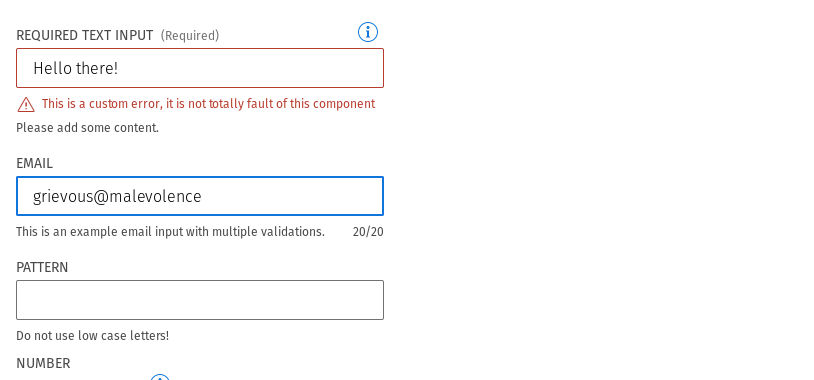 REQUIRED TEXT INPUT (Required)
Hello there!
This is a custom error, it is not totally fault of this component
Please add some content.
EMAIL
grievous@malevolence
This is an example email input with multiple validations. 20/20
PATTERN
Do not use low case letters!
NUMBER